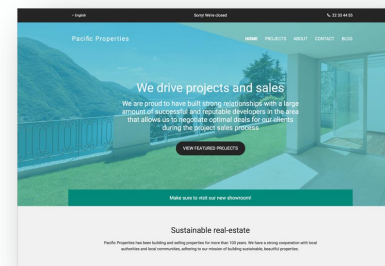 English
Sorry! We're closed
32 33 44 55
Pacific Properties
HOME PROJECTS ABOUT CONTACT BLOG
We drive projects and sales
We are proud to have built strong relationships with a large
amount of successful and reputable developers in the area
that allows us to negotiate optimal deals for our clients
during the project sales process
VIEW FEATURED PROJECTS
Make sure to visit our new showroom!
Sustainable real-estate
Pacific Properties has been building and selling properties for more than 100 years. We have a strong cooperation with local
authorities and local communities, adhering to our mission of building sustainable, beautiful properties.